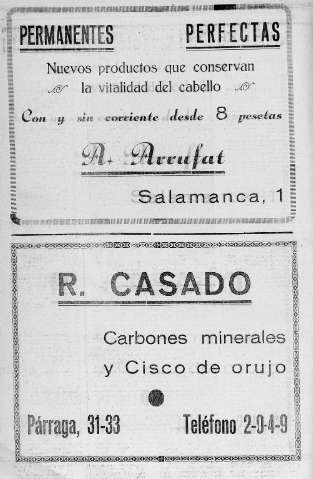 PERMANENTES PERFECTAS
Nuevos productos que conservan
la vitalidad del cabello
Con y sin corriente desde 8 pesetas
A. Arrufat
Salamanca, 1
R. CASADO
Carbones minerales
y Cisco de orujo
Párraga, 31-33 Teléfono 2-9-4-9